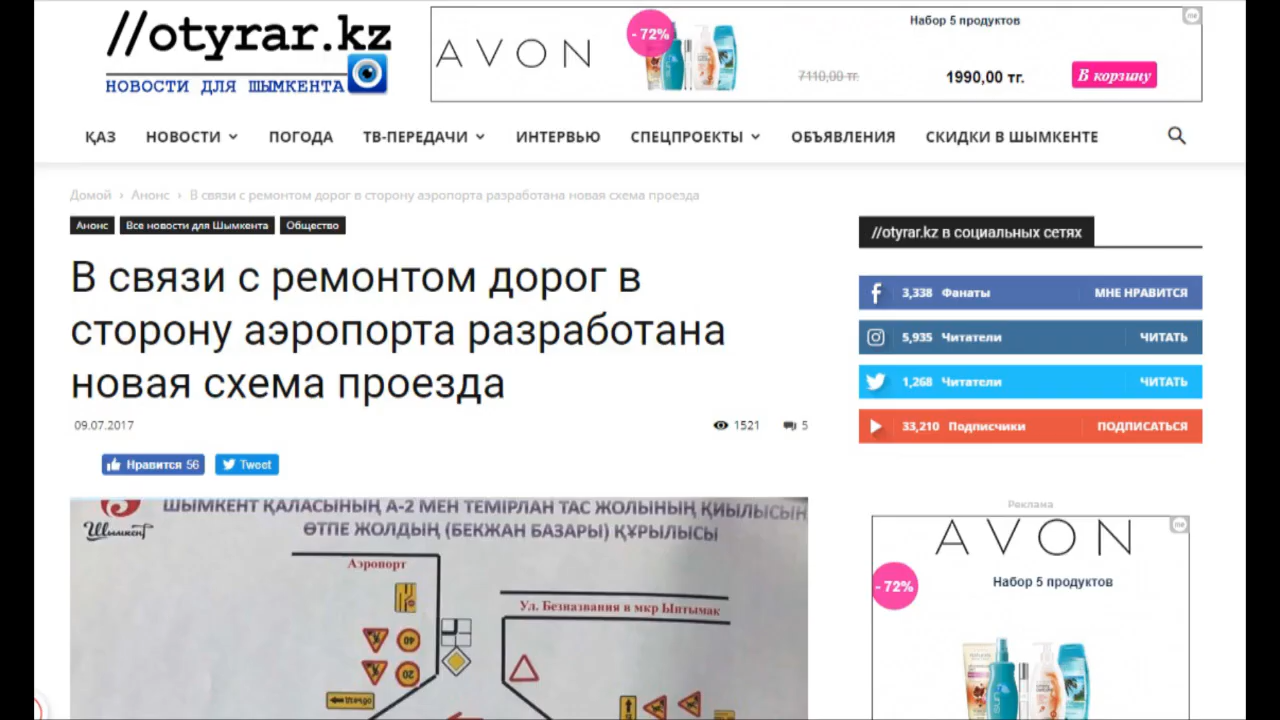 //otyrar.kz
НОВОСТИ ДЛЯ ШЫМКЕНТА
AVON
- 72%
Набор 5 продуктов
7110,00 тг.
1990,00 тг.
В корзину
ҚАЗ НОВОСТИ ПОГОДА ТВ-ПЕРЕДАЧИ ИНТЕРВЬЮ СПЕЦПРОЕКТЫ ОБЪЯВЛЕНИЯ СКИДКИ В ШЫМКЕНТЕ
Домой › Анонс › В связи с ремонтом дорог в сторону аэропорта разработана новая схема проезда
Анонс Все новости для Шымкента Общество
В связи с ремонтом дорог в
сторону аэропорта разработана
новая схема проезда
09.07.2017 1521 5
Нравится 56 Tweet
ШЫМКЕНТ ҚАЛАСЫНЫҢ А-2 МЕН ТЕМІРЛАН ТАС ЖОЛЫНЫҢ ҚИЫЛЫСЫН
ӨТПЕ ЖОЛДЫҢ (БЕКЖАН БАЗАРЫ) ҚҰРЫЛЫСЫ
Шымкент
Аэропорт
Ул. Безназвания в мкр Ынтымак
40
20
//otyrar.kz в социальных сетях
3,338 Фанаты МНЕ НРАВИТСЯ
5,935 Читатели ЧИТАТЬ
1,268 Читатели ЧИТАТЬ
33,210 Подписчики ПОДПИСАТЬСЯ
Реклама
AVON
- 72%
Набор 5 продуктов